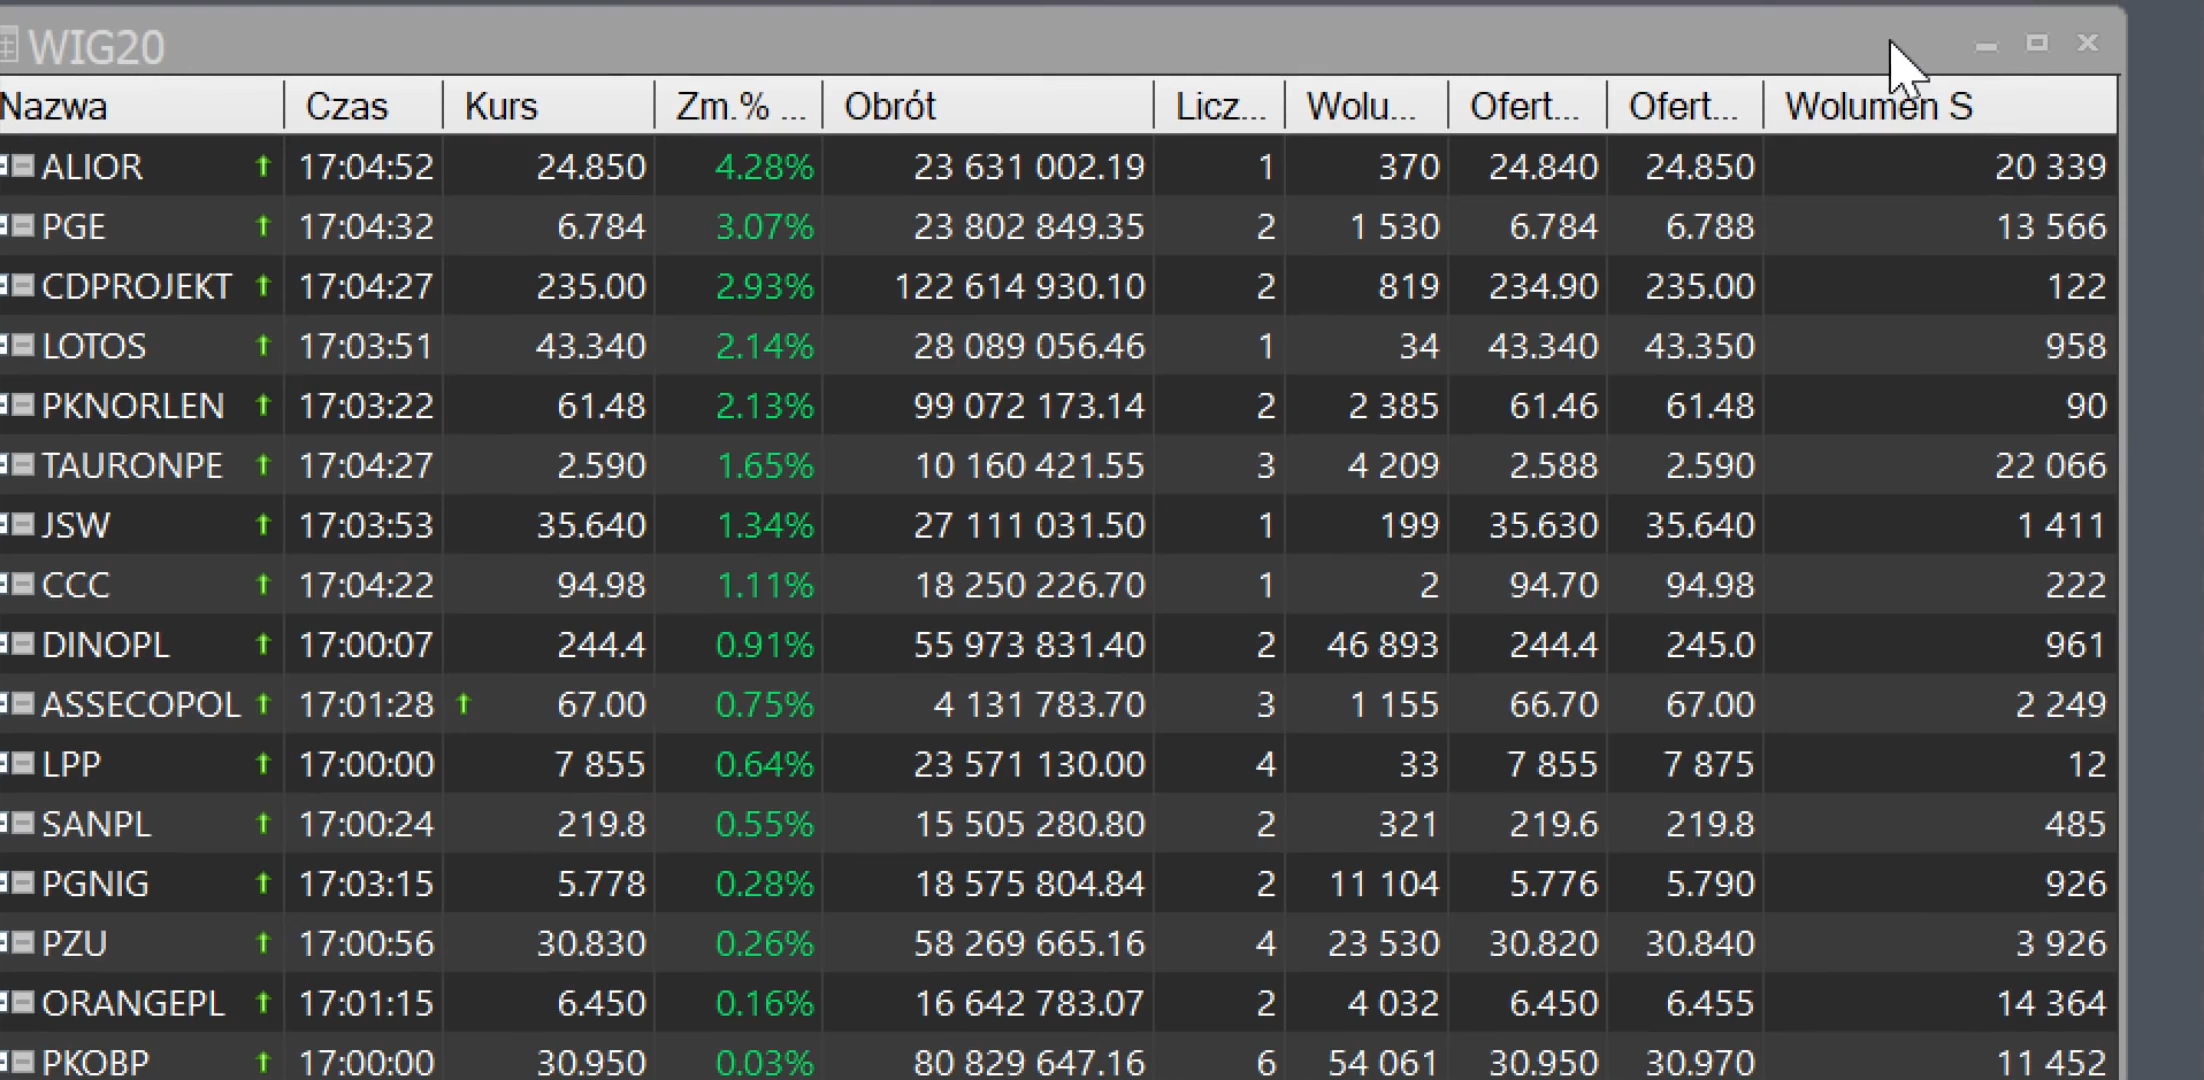 WIG20
Nazwa Czas Kurs Zm.% ... Obrót Licz... Wolu... Ofert... Ofert... Wolumen S
ALIOR 17:04:52 24.850 4.28% 23 631 002.19 1 370 24.840 24.850 20 339
PGE 17:04:32 6.784 3.07% 23 802 849.35 2 1 530 6.784 6.788 13 566
CDPROJEKT 17:04:27 235.00 2.93% 122 614 930.10 2 819 234.90 235.00 122
LOTOS 17:03:51 43.340 2.14% 28 089 056.46 1 34 43.340 43.350 958
PKNORLEN 17:03:22 61.48 2.13% 99 072 173.14 2 2 385 61.46 61.48 90
TAURONPE 17:04:27 2.590 1.65% 10 160 421.55 3 4 209 2.588 2.590 22 066
JSW 17:03:53 35.640 1.34% 27 111 031.50 1 199 35.630 35.640 1 411
CCC 17:04:22 94.98 1.11% 18 250 226.70 1 2 94.70 94.98 222
DINOPL 17:00:07 244.4 0.91% 55 973 831.40 2 46 893 244.4 245.0 961
ASSECOPOL 17:01:28 67.00 0.75% 4 131 783.70 3 1 155 66.70 67.00 2 249
LPP 17:00:00 7 855 0.64% 23 571 130.00 4 33 7 855 7 875 12
SANPL 17:00:24 219.8 0.55% 15 505 280.80 2 321 219.6 219.8 485
PGNIG 17:03:15 5.778 0.28% 18 575 804.84 2 11 104 5.776 5.790 926
PZU 17:00:56 30.830 0.26% 58 269 665.16 4 23 530 30.820 30.840 3 926
ORANGEPL 17:01:15 6.450 0.16% 16 642 783.07 2 4 032 6.450 6.455 14 364
PKOBP 17:00:00 30.950 0.03% 80 829 647.16 6 54 061 30.950 30.970 11 452